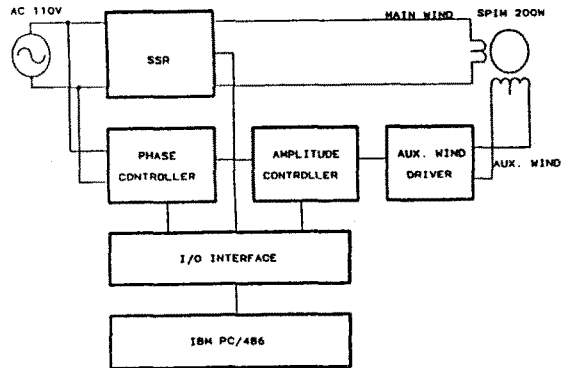 AC 110V
MAIN WIND
SPIM 200W
SSR
PHASE
CONTROLLER
AMPLITUDE
CONTROLLER
AUX. WIND
DRIVER
AUX. WIND
I/O INTERFACE
IBM PC/486